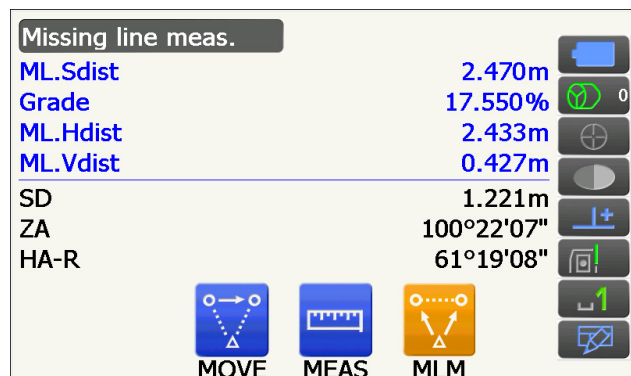 Missing line meas.
ML.Sdist 2.470m
Grade 17.550%
ML.Hdist 2.433m
ML.Vdist 0.427m
SD 1.221m
ZA 100°22'07"
HA-R 61°19'08"
0
1
MOVE MEAS MLM